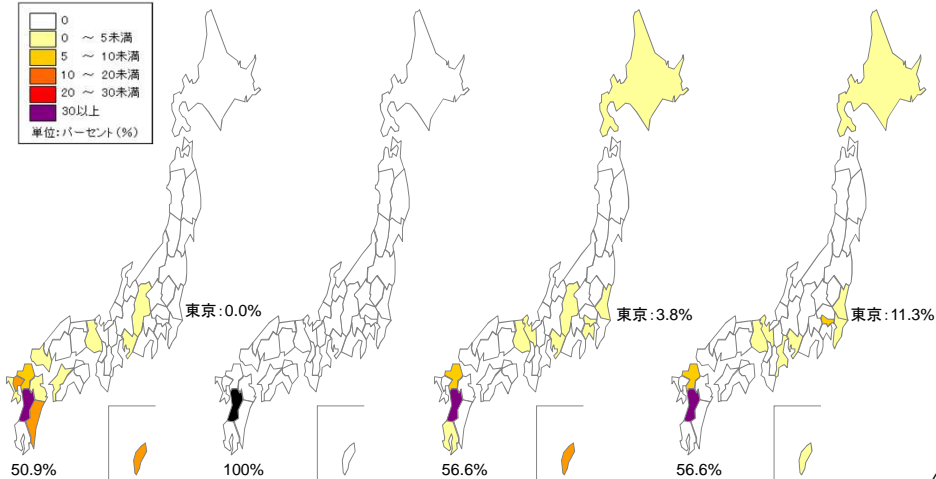 0
0 ～ 5未満
5 ～ 10未満
10 ～ 20未満
20 ～ 30未満
30以上
単位：パーセント（％）
東京：0.0%
東京：3.8%
東京：11.3%
50.9%
100%
56.6%
56.6%